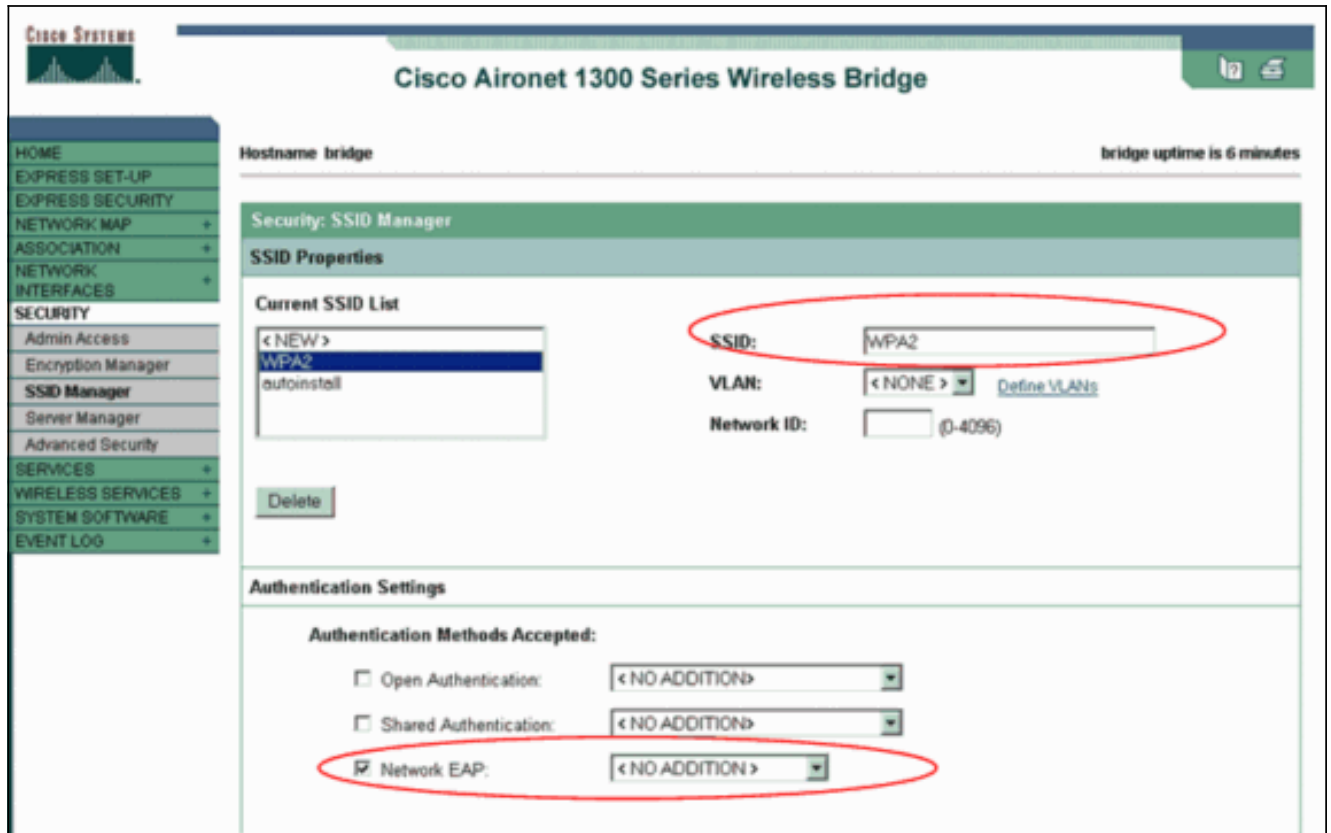 CISCO SYSTEMS
Cisco Aironet 1300 Series Wireless Bridge
HOME
EXPRESS SET-UP
EXPRESS SECURITY
NETWORK MAP +
ASSOCIATION +
NETWORK INTERFACES +
SECURITY
Admin Access
Encryption Manager
SSID Manager
Server Manager
Advanced Security
SERVICES +
WIRELESS SERVICES +
SYSTEM SOFTWARE +
EVENT LOG +
Hostname bridge
bridge uptime is 6 minutes
Security: SSID Manager
SSID Properties
Current SSID List
< NEW >
WPA2
autoinstall
SSID: WPA2
VLAN: < NONE > Define VLANs
Network ID: (0-4096)
Delete
Authentication Settings
Authentication Methods Accepted:
Open Authentication: < NO ADDITION>
Shared Authentication: < NO ADDITION>
Network EAP: < NO ADDITION >